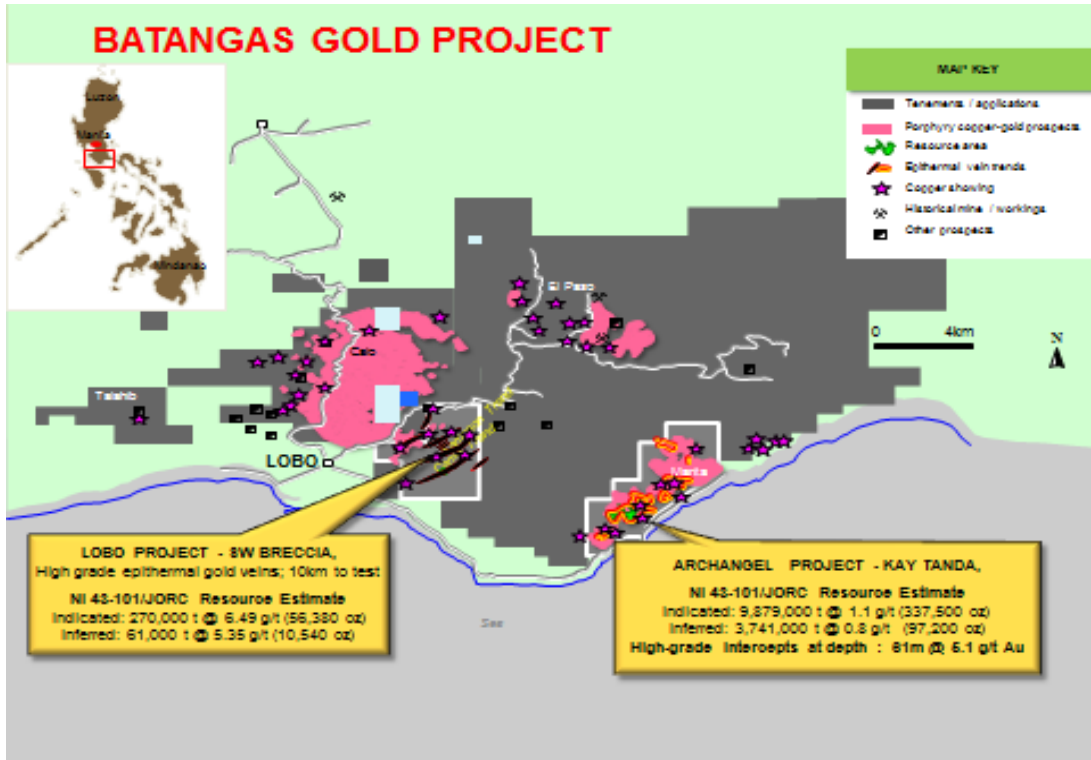 BATANGAS GOLD PROJECT
Luzon
Manila
Mindanao
MAP KEY
Tenements / applications
Porphyry copper-gold prospects
Resource area
Epithermal vein trends
Copper showing
Historical mine / workings
Other prospects
0 4km
N
El Paso
Calo
Talahib
LOBO
Marita
LOBO PROJECT - SW BRECCIA,
High grade epithermal gold veins; 10km to test
NI 43-101/JORC Resource Estimate
Indicated: 270,000 t @ 6.49 g/t (56,380 oz)
Inferred: 61,000 t @ 5.35 g/t (10,540 oz)
ARCHANGEL PROJECT - KAY TANDA,
NI 43-101/JORC Resource Estimate
Indicated: 9,879,000 t @ 1.1 g/t (337,500 oz)
Inferred: 3,741,000 t @ 0.8 g/t (97,200 oz)
High-grade Intercepts at depth : 61m @ 5.1 g/t Au
Sea